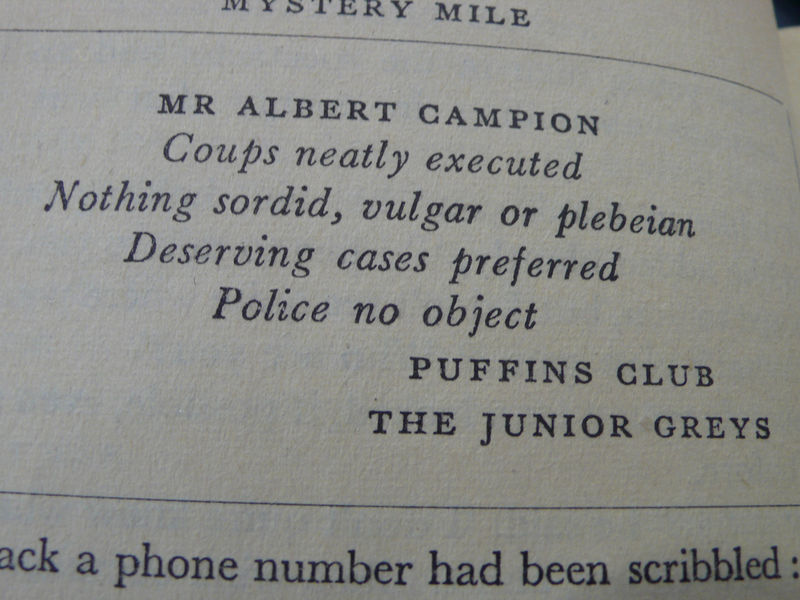 MYSTERY MILE
MR ALBERT CAMPION
Coups neatly executed
Nothing sordid, vulgar or plebeian
Deserving cases preferred
Police no object
PUFFINS CLUB
THE JUNIOR GREYS
ack a phone number had been scribbled: